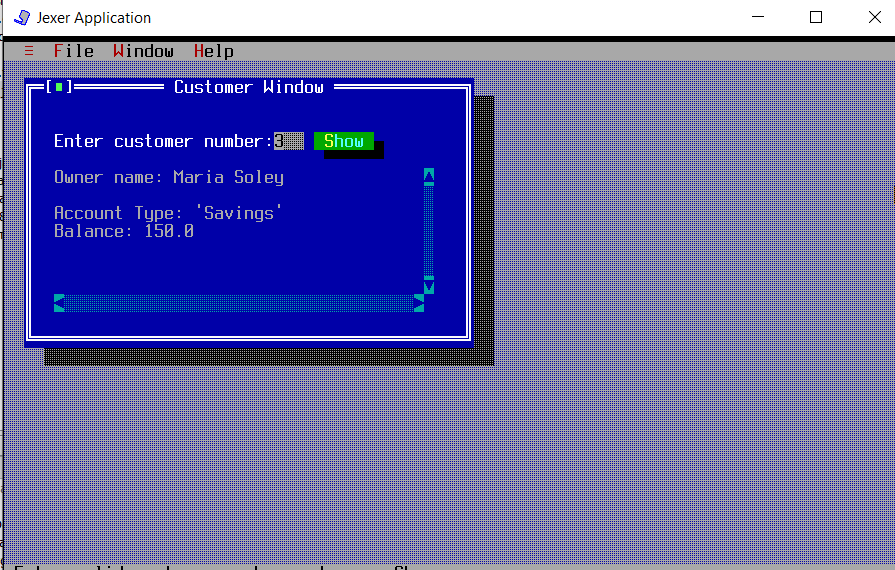 Jexer Application
≡ File Window Help
Customer Window
Enter customer number:3 Show
Owner name: Maria Soley
Account Type: 'Savings'
Balance: 150.0